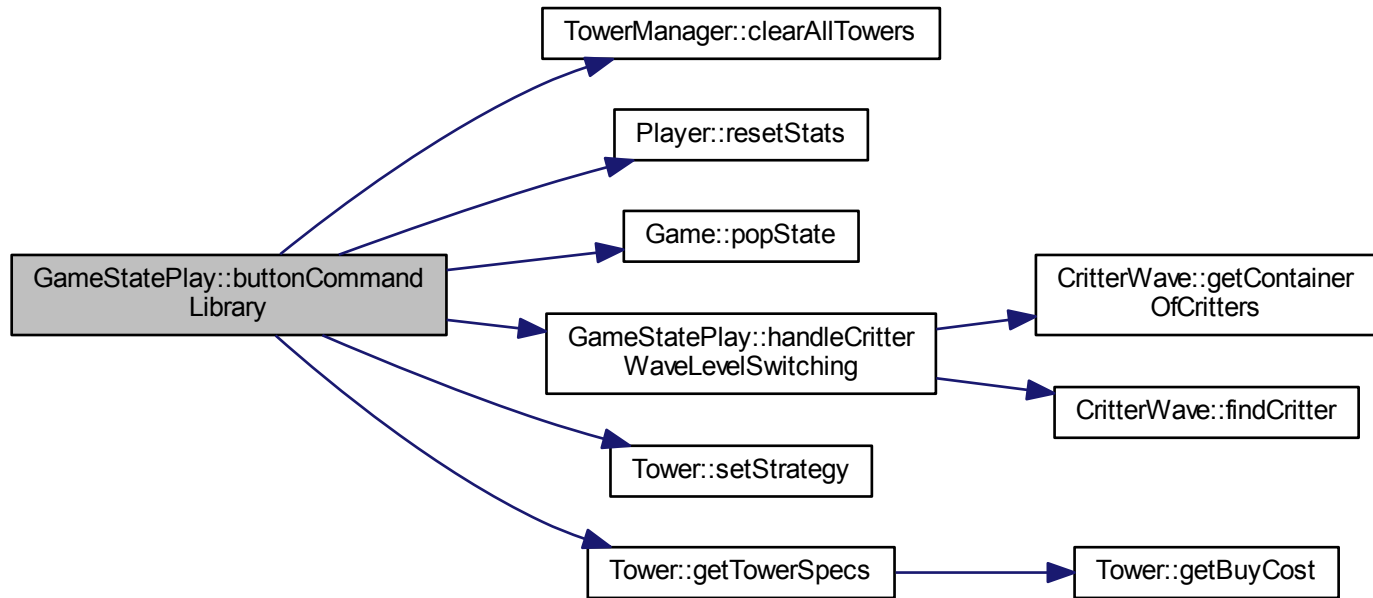 TowerManager::clearAllTowers
Player::resetStats
Game::popState
GameStatePlay::buttonCommand
Library
GameStatePlay::handleCritter
WaveLevelSwitching
CritterWave::getContainer
OfCritters
CritterWave::findCritter
Tower::setStrategy
Tower::getTowerSpecs
Tower::getBuyCost